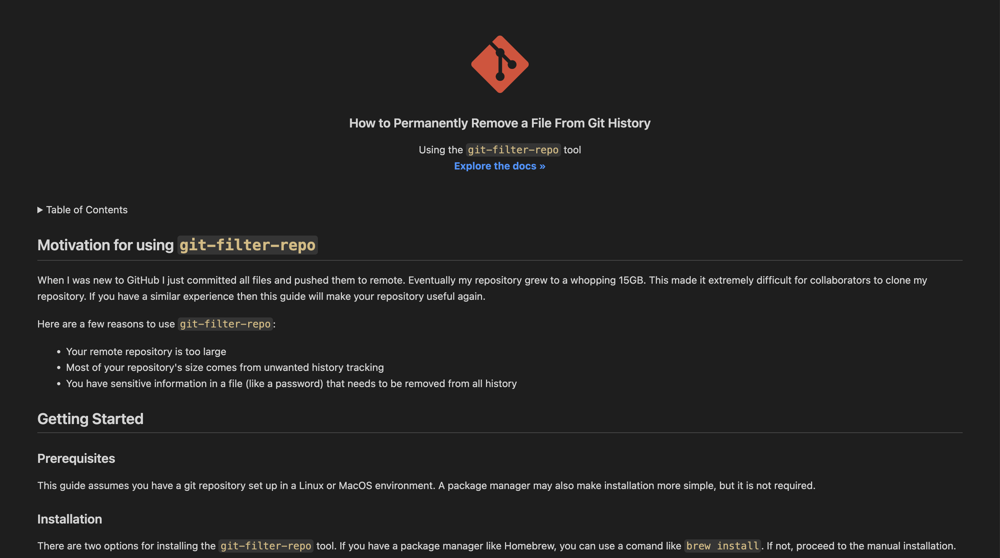 How to Permanently Remove a File From Git History
Using the git-filter-repo tool
Explore the docs »
▶ Table of Contents
Motivation for using git-filter-repo
When I was new to GitHub I just committed all files and pushed them to remote. Eventually my repository grew to a whopping 15GB. This made it extremely difficult for collaborators to clone my
repository. If you have a similar experience then this guide will make your repository useful again.
Here are a few reasons to use git-filter-repo:
• Your remote repository is too large
• Most of your repository's size comes from unwanted history tracking
• You have sensitive information in a file (like a password) that needs to be removed from all history
Getting Started
Prerequisites
This guide assumes you have a git repository set up in a Linux or MacOS environment. A package manager may also make installation more simple, but it is not required.
Installation
There are two options for installing the git-filter-repo tool. If you have a package manager like Homebrew, you can use a comand like brew install. If not, proceed to the manual installation.